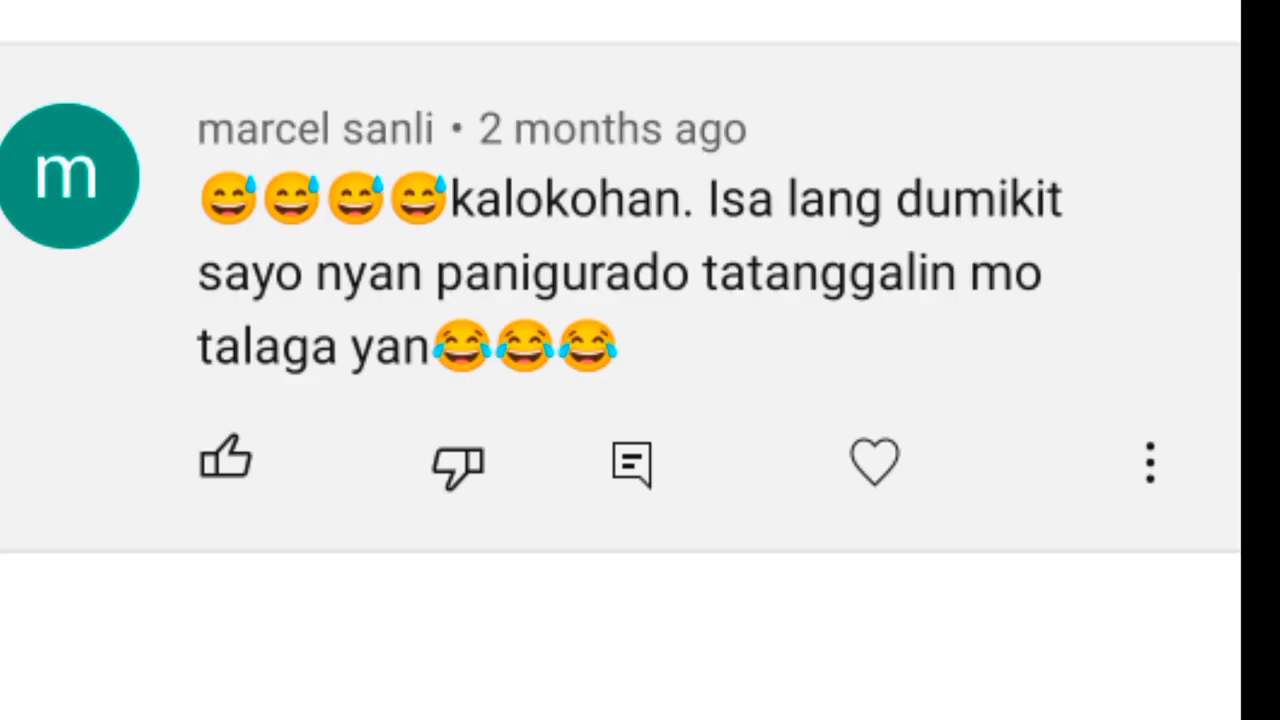 m
marcel sanli • 2 months ago
😅😅😅😅kalokohan. Isa lang dumikit
sayo nyan panigurado tatanggalin mo
talaga yan😂😂😂